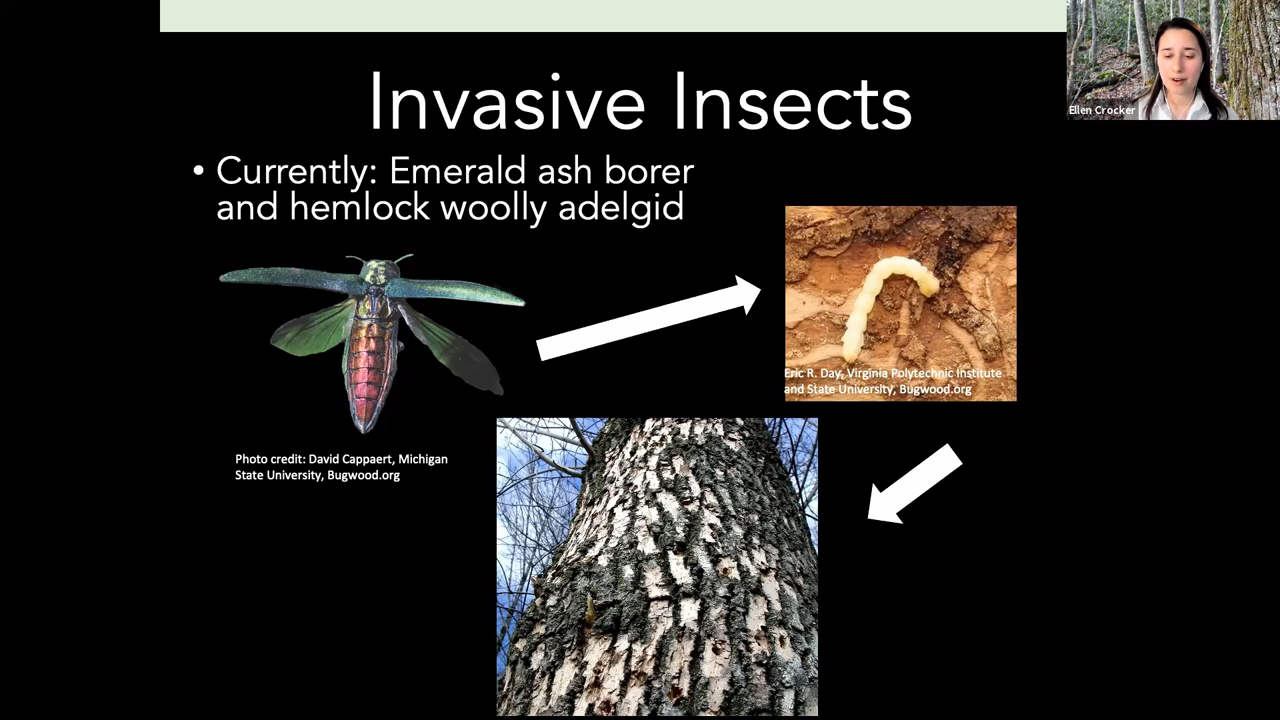 Invasive Insects
Ellen Crocker
• Currently: Emerald ash borer
and hemlock woolly adelgid
Eric R. Day, Virginia Polytechnic Institute
and State University, Bugwood.org
Photo credit: David Cappaert, Michigan
State University, Bugwood.org